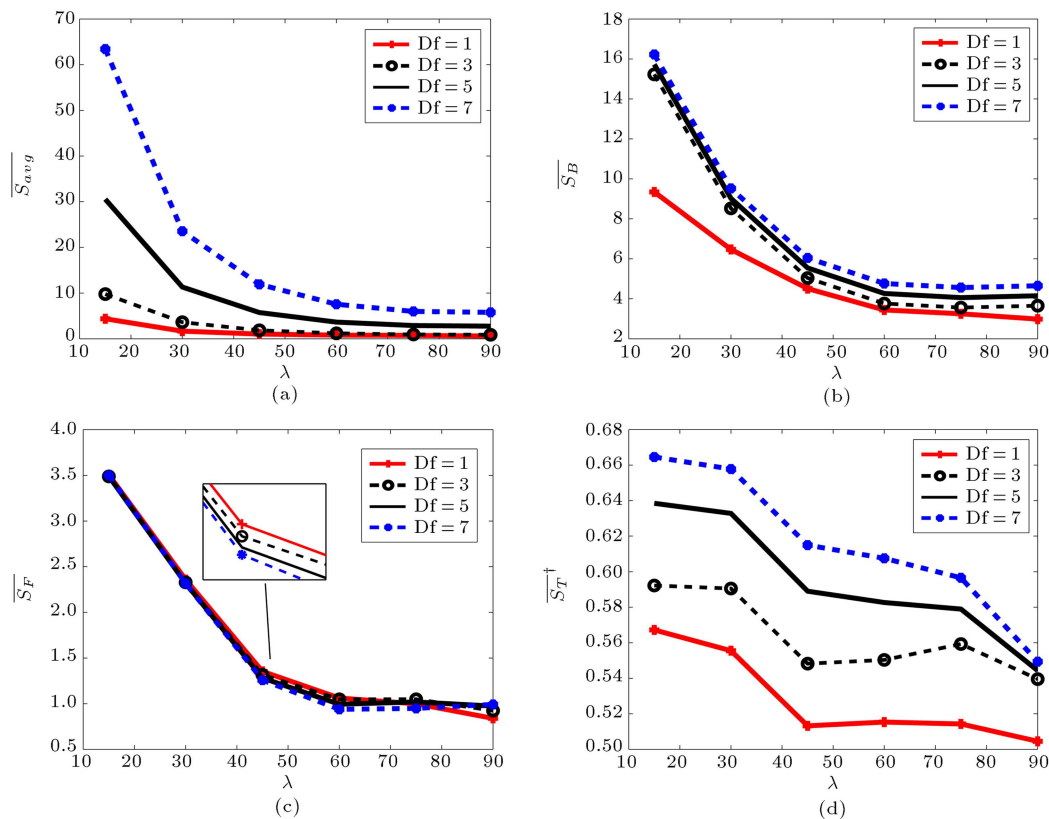 70
60
50
40
30
20
10
0
10 20 30 40 50 60 70 80 90
S̅avg
λ
Df = 1
Df = 3
Df = 5
Df = 7
(a)
18
16
14
12
10
8
6
4
2
10 20 30 40 50 60 70 80 90
S̅B
λ
Df = 1
Df = 3
Df = 5
Df = 7
(b)
4.0
3.5
3.0
2.5
2.0
1.5
1.0
0.5
10 20 30 40 50 60 70 80 90
S̅F
λ
Df = 1
Df = 3
Df = 5
Df = 7
(c)
0.68
0.66
0.64
0.62
0.60
0.58
0.56
0.54
0.52
0.50
10 20 30 40 50 60 70 80 90
S̅T†
λ
Df = 1
Df = 3
Df = 5
Df = 7
(d)